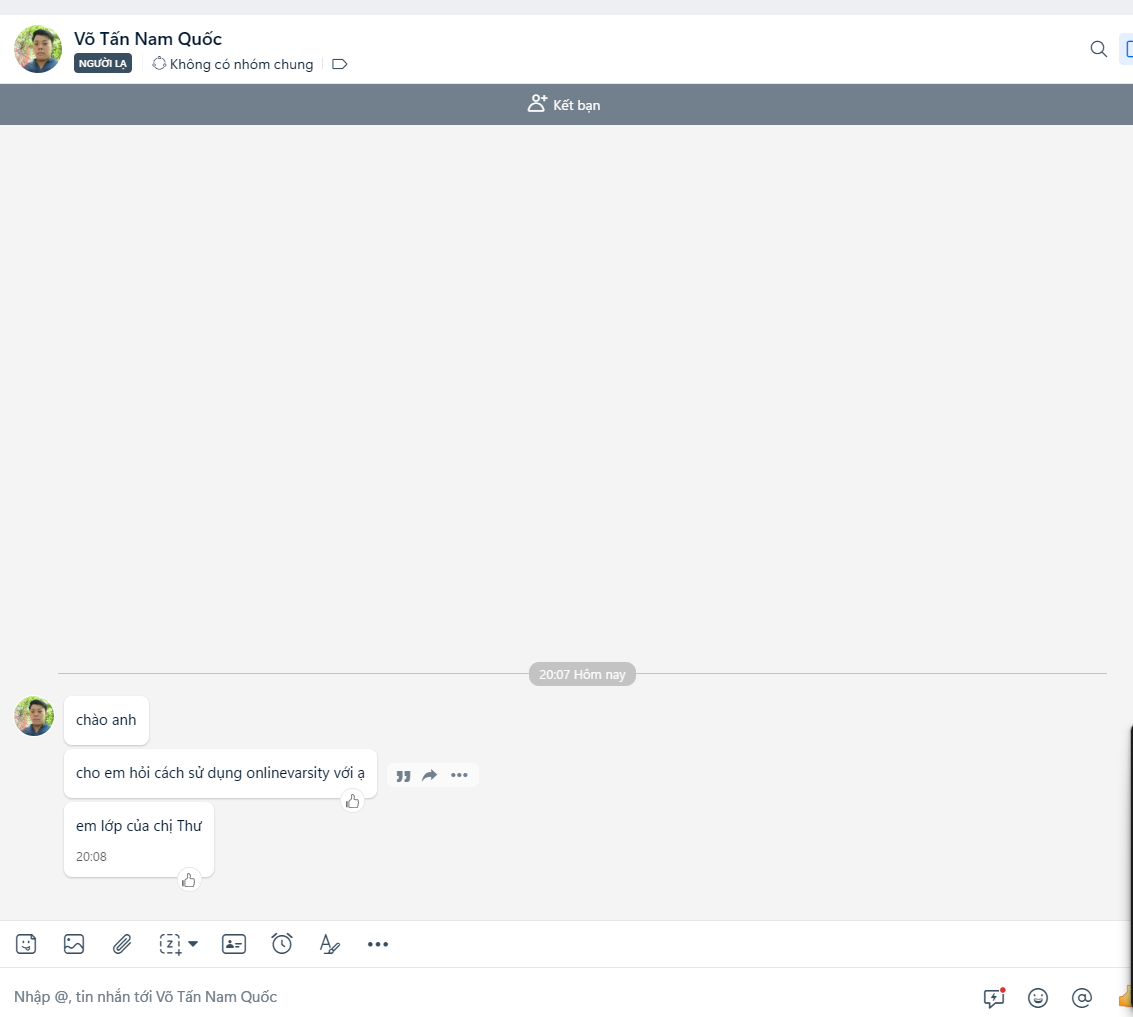 Võ Tấn Nam Quốc
NGƯỜI LẠ
Không có nhóm chung
Kết bạn
20:07 Hôm nay
chào anh
cho em hỏi cách sử dụng onlinevarsity với ạ
em lớp của chị Thư
20:08
Nhập @, tin nhắn tới Võ Tấn Nam Quốc